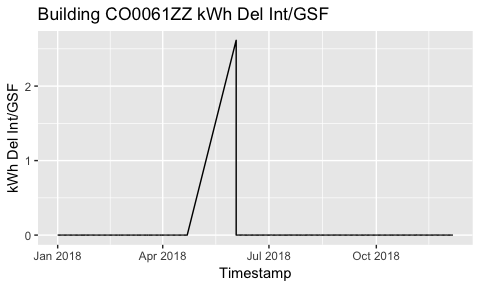 Building CO0061ZZ kWh Del Int/GSF
kWh Del Int/GSF
2
1
0
Jan 2018 Apr 2018 Jul 2018 Oct 2018
Timestamp